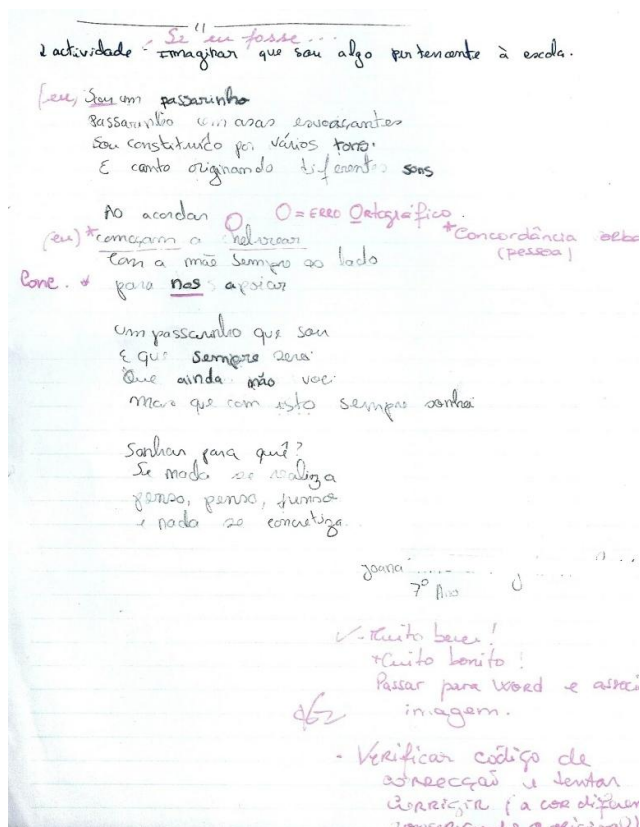 Se eu fosse...
2 actividade - Imaginar que sou algo pertencente à escola.
(eu) Sou um passarinho
Passarinho com asas esvoaçantes
Sou constituído por vários tons.
E canto originando diferentes sons
Ao acordar O = ERRO Ortográfico.
(eu) * começam a *Concordância
(pessoa)
Com a mãe sempre ao lado
Conc. * para nos apoiar
Um passarinho que sou
E que sempre serei
Que ainda não voei
Mas que com isto sempre sonhei
Sonhar para quê?
Se nada se realiza
penso, penso, penso
e nada se concretiza
Joana
7º Ano
- Muito bem!
Muito bonito!
Passar para Word e
imagem.
- Verificar código de
correcção e tentar
corrigir (a cor